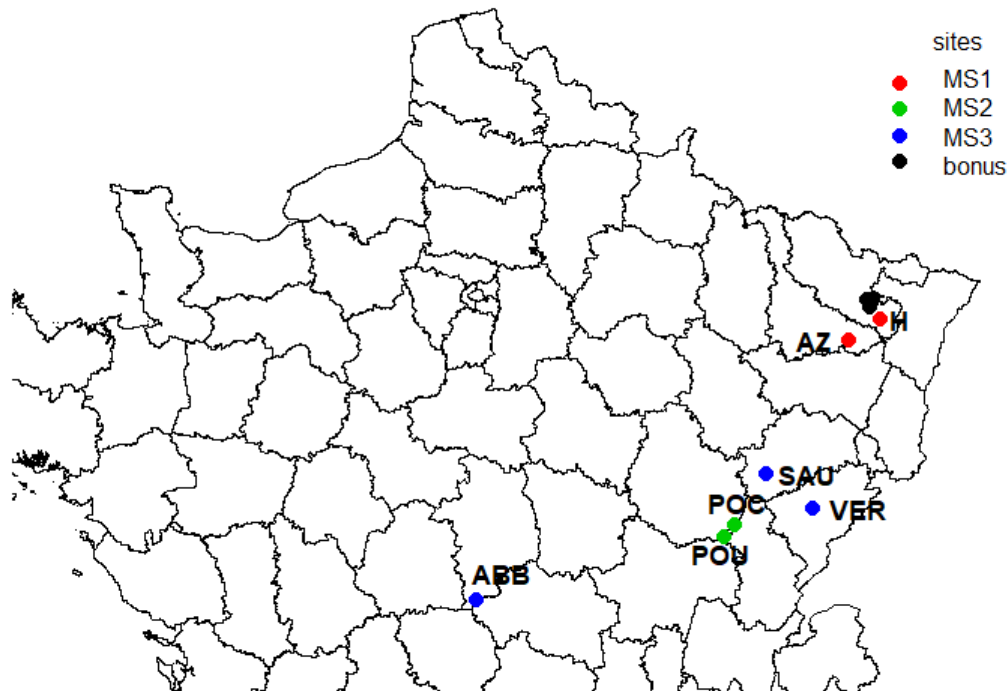 sites
MS1
MS2
MS3
bonus
H
AZ
SAU
POC
VER
POU
ABB